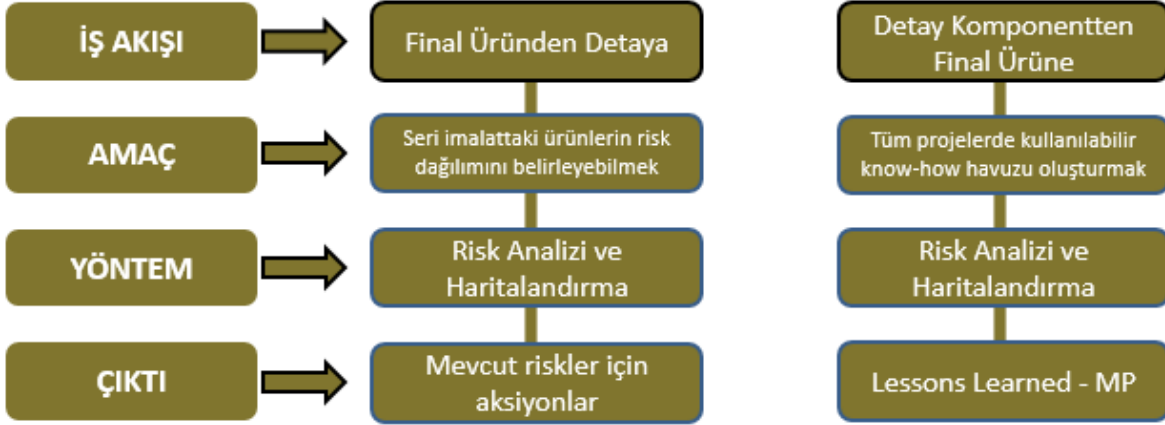 İŞ AKIŞI
Final Üründen Detaya
Detay Komponentten
Final Ürüne
AMAÇ
Seri imalattaki ürünlerin risk
dağılımını belirleyebilmek
Tüm projelerde kullanılabilir
know-how havuzu oluşturmak
YÖNTEM
Risk Analizi ve
Haritalandırma
Risk Analizi ve
Haritalandırma
ÇIKTI
Mevcut riskler için
aksiyonlar
Lessons Learned - MP